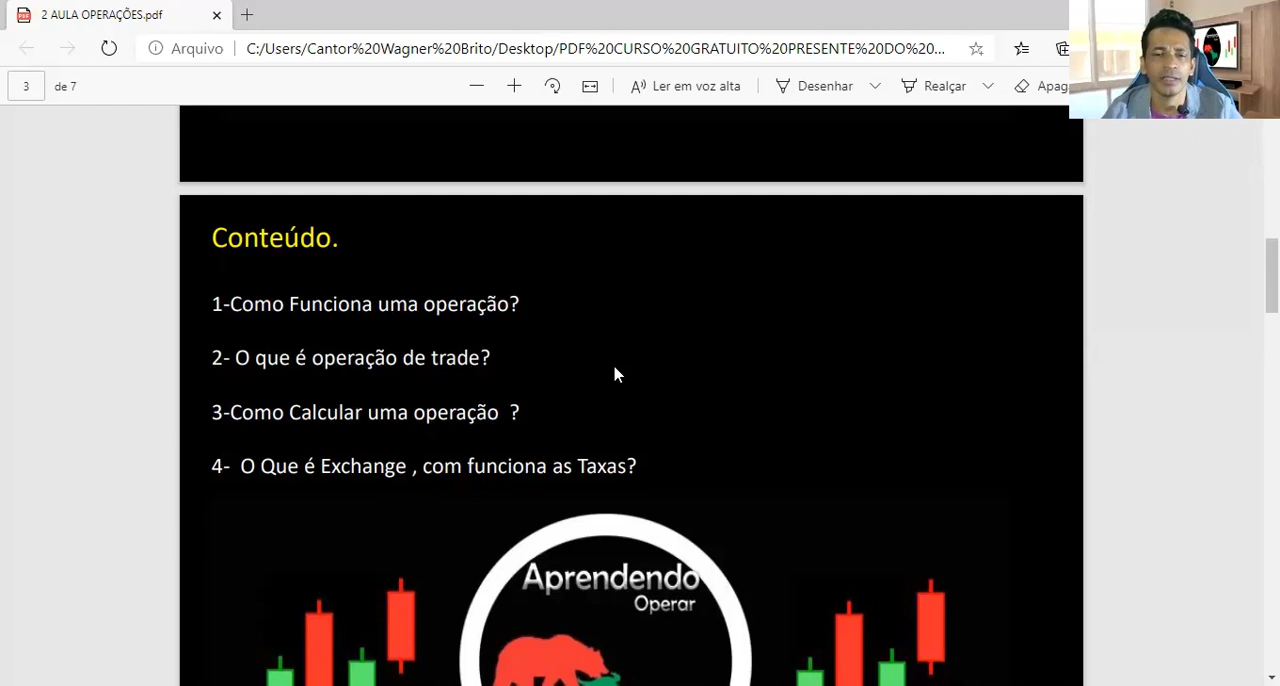 2 AULA OPERAÇÕES.pdf
Arquivo
C:/Users/Cantor%20Wagner%20Brito/Desktop/PDF%20CURSO%20GRATUITO%20PRESENTE%20DO%20...
3 de 7
Ler em voz alta
Desenhar
Realçar
Apag
Conteúdo.
1-Como Funciona uma operação?
2- O que é operação de trade?
3-Como Calcular uma operação ?
4- O Que é Exchange , com funciona as Taxas?
Aprendendo
Operar